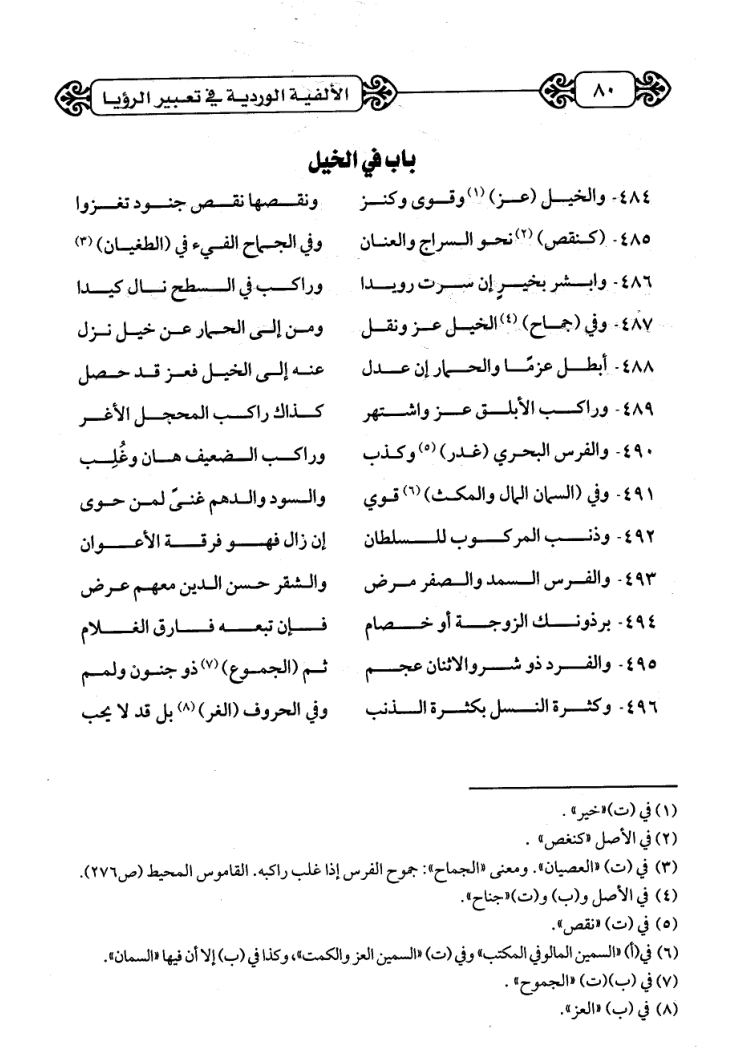 ٨٠
الألفية الوردية في تعبير الرؤيا
باب في الخيل
٤٨٤- والخيل (عز) (١) وقوى وكنز ونقصها نقص جنود تغزوا
٤٨٥- (كنقص) (٢) نحو السراج والعنان وفي الجماح الفيء في (الطغيان) (٣)
٤٨٦- وابشر بخيرٍ إن سرت رويدا وراكب في السطح نال كيدا
٤٨٧- وفي (جماح) (٤) الخيل عز ونقل ومن إلى الحمار عن خيل نزل
٤٨٨- أبطل عزمًا والحمار إن عدل عنه إلى الخيل فعز قد حصل
٤٨٩- وراكب الأبلق عز واشتهر كذاك راكب المحجل الأغر
٤٩٠- والفرس البحري (غدر) (٥) وكذب وراكب الضعيف هان وغُلِب
٤٩١- وفي (السمان المال والمكث) (٦) قوي والسود والدهم غنىً لمن حوى
٤٩٢- وذنب المركوب للسلطان إن زال فهو فرقة الأعوان
٤٩٣- والفرس السمد والصفر مرض والشقر حسن الدين معهم عرض
٤٩٤- برذونك الزوجة أو خصام فإن تبعه فارق الغلام
٤٩٥- والفرد ذو شر والاثنان عجم ثم (الجموع) (٧) ذو جنون ولمم
٤٩٦- وكثرة النسل بكثرة الذنب وفي الحروف (الغر) (٨) بل قد لا يحب
(١) في (ت) «خير» .
(٢) في الأصل «كنغص» .
(٣) في (ت) «العصيان». ومعنى «الجماح»: جموح الفرس إذا غلب راكبه. القاموس المحيط (ص٢٧٦).
(٤) في الأصل و(ب) و(ت) «جناح».
(٥) في (ت) «نقص».
(٦) في(أ) «السمين المالوفي المكتب» وفي (ت) «السمين العز والكمت»، وكذا في (ب) إلا أن فيها «السمان».
(٧) في (ب)(ت) «الجموح» .
(٨) في (ب) «العز».